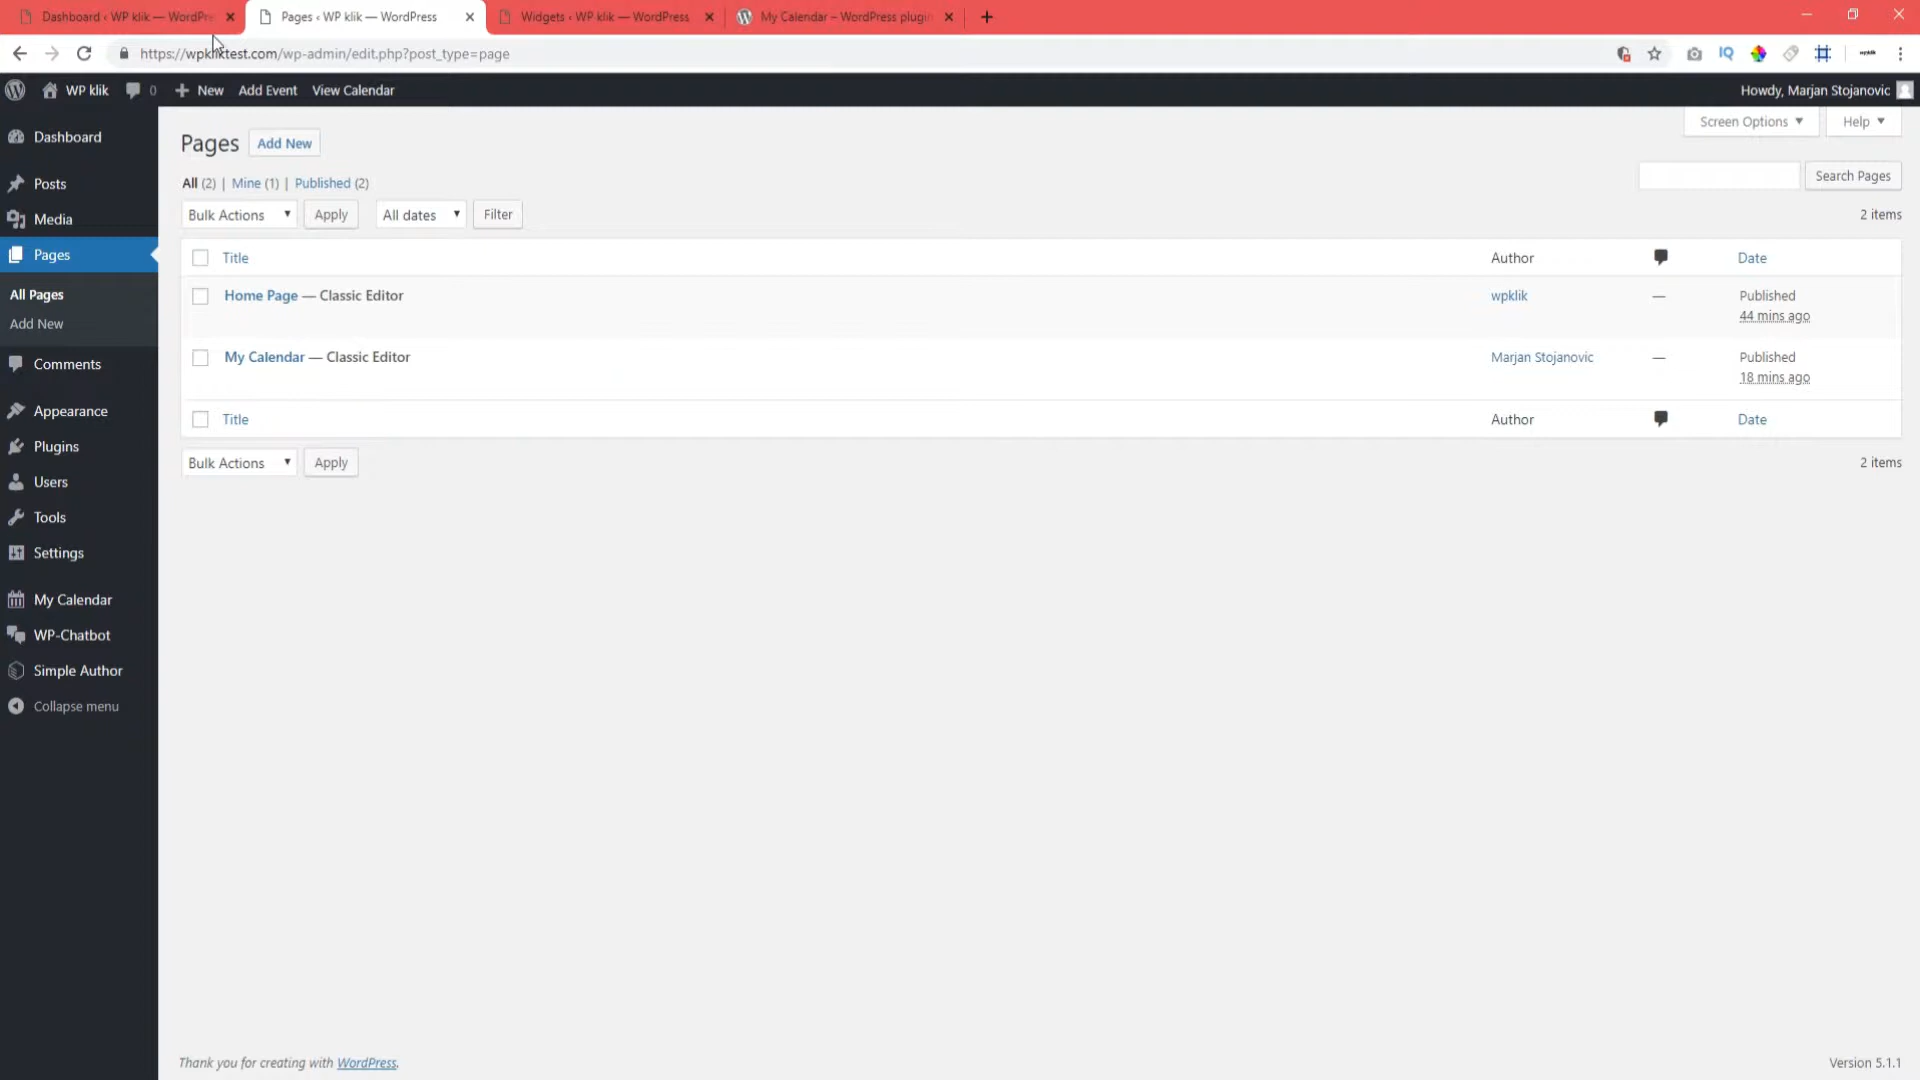 Dashboard ‹ WP klik — WordPre
Pages ‹ WP klik — WordPress
Widgets ‹ WP klik — WordPress
My Calendar – WordPress plugin
https://wpkliktest.com/wp-admin/edit.php?post_type=page
IQ
WP klik
0
New
Add Event
View Calendar
Howdy, Marjan Stojanovic
Screen Options
Help
Dashboard
Posts
Media
Pages
All Pages
Add New
Comments
Appearance
Plugins
Users
Tools
Settings
My Calendar
WP-Chatbot
Simple Author
Collapse menu
Pages
Add New
All (2) | Mine (1) | Published (2)
Search Pages
Bulk Actions
Apply
All dates
Filter
2 items
Title
Author
Date
Home Page — Classic Editor
wpklik
—
Published
44 mins ago
My Calendar — Classic Editor
Marjan Stojanovic
—
Published
18 mins ago
Title
Author
Date
Bulk Actions
Apply
2 items
Thank you for creating with WordPress.
Version 5.1.1